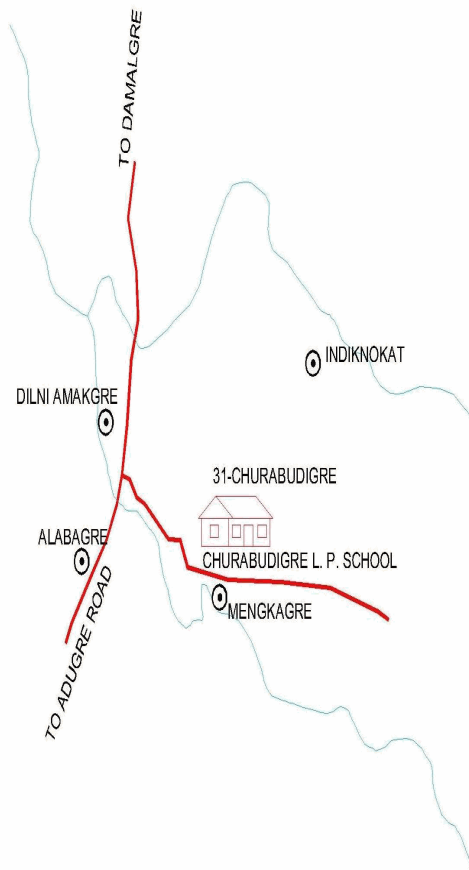 TO DAMALGRE
INDIKNOKAT
DILNI AMAKGRE
31-CHURABUDIGRE
ALABAGRE
CHURABUDIGRE L. P. SCHOOL
MENGKAGRE
TO ADUGRE ROAD